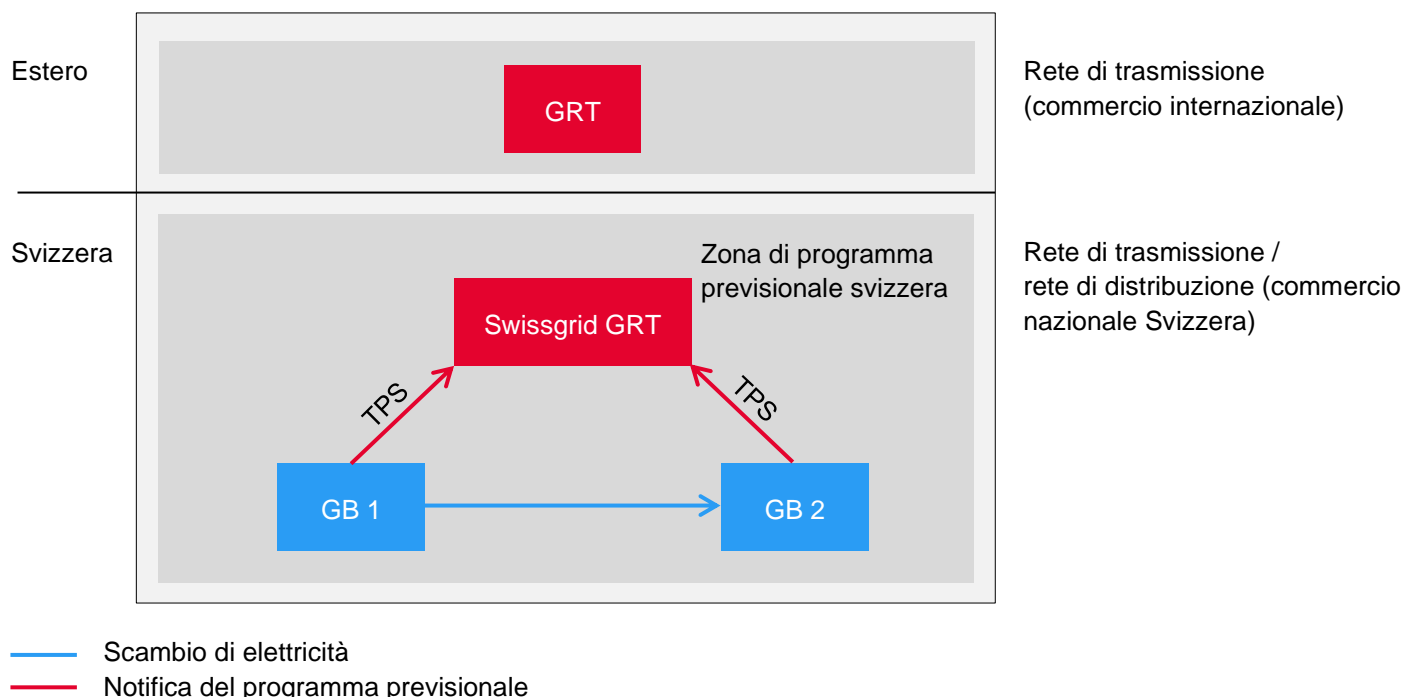 Estero
GRT
Rete di trasmissione
(commercio internazionale)
Svizzera
Zona di programma
previsionale svizzera
Rete di trasmissione /
rete di distribuzione (commercio
nazionale Svizzera)
Swissgrid GRT
TPS
TPS
GB 1
GB 2
Scambio di elettricità
Notifica del programma previsionale